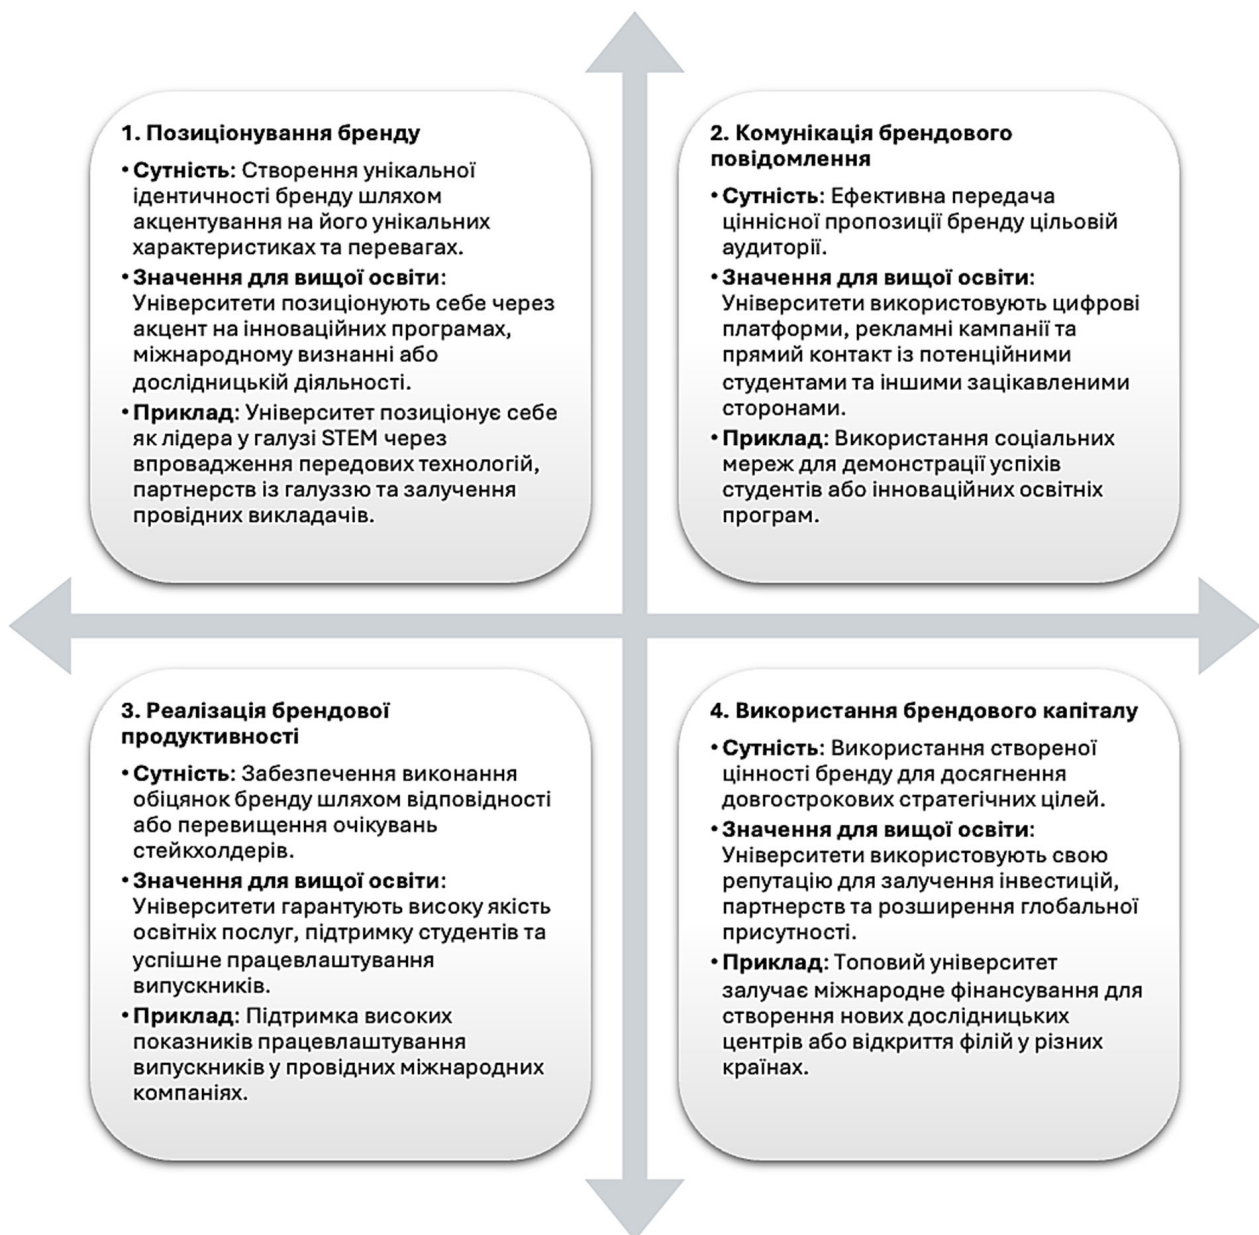 1. Позиціонування бренду
• Сутність: Створення унікальної
ідентичності бренду шляхом
акцентування на його унікальних
характеристиках та перевагах.
• Значення для вищої освіти:
Університети позиціонують себе через
акцент на інноваційних програмах,
міжнародному визнанні або
дослідницькій діяльності.
• Приклад: Університет позиціонує себе
як лідера у галузі STEM через
впровадження передових технологій,
партнерств із галуззю та залучення
провідних викладачів.
2. Комунікація брендового
повідомлення
• Сутність: Ефективна передача
ціннісної пропозиції бренду цільовій
аудиторії.
• Значення для вищої освіти:
Університети використовують цифрові
платформи, рекламні кампанії та
прямий контакт із потенційними
студентами та іншими зацікавленими
сторонами.
• Приклад: Використання соціальних
мереж для демонстрації успіхів
студентів або інноваційних освітніх
програм.
3. Реалізація брендової
продуктивності
• Сутність: Забезпечення виконання
обіцянок бренду шляхом відповідності
або перевищення очікувань
стейкхолдерів.
• Значення для вищої освіти:
Університети гарантують високу якість
освітніх послуг, підтримку студентів та
успішне працевлаштування
випускників.
• Приклад: Підтримка високих
показників працевлаштування
випускників у провідних міжнародних
компаніях.
4. Використання брендового капіталу
• Сутність: Використання створеної
цінності бренду для досягнення
довгострокових стратегічних цілей.
• Значення для вищої освіти:
Університети використовують свою
репутацію для залучення інвестицій,
партнерств та розширення глобальної
присутності.
• Приклад: Топовий університет
залучає міжнародне фінансування для
створення нових дослідницьких
центрів або відкриття філій у різних
країнах.